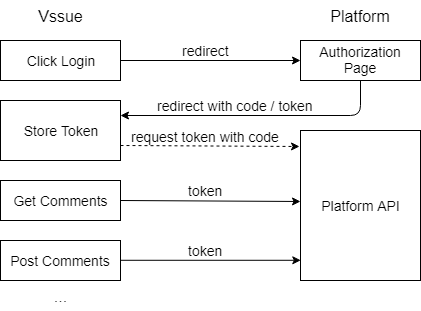 Vssue
Platform
Click Login
redirect
Authorization
Page
redirect with code / token
Store Token
request token with code
Get Comments
token
Platform API
Post Comments
token
...